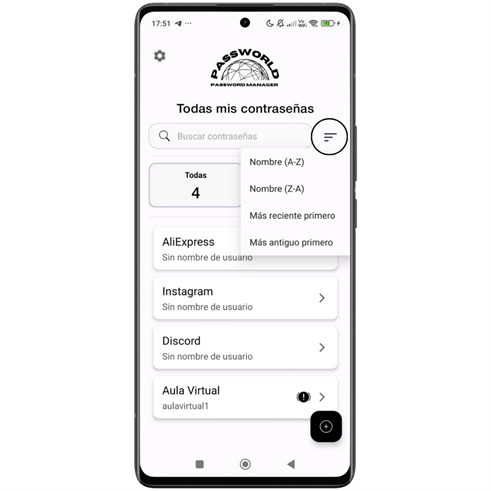 17:51
PASSWORLD
PASSWORD MANAGER
Todas mis contraseñas
Buscar contraseñas
Nombre (A-Z)
Nombre (Z-A)
Más reciente primero
Más antiguo primero
Todas
4
AliExpress
Sin nombre de usuario
Instagram
Sin nombre de usuario
Discord
Sin nombre de usuario
Aula Virtual
aulavirtual1